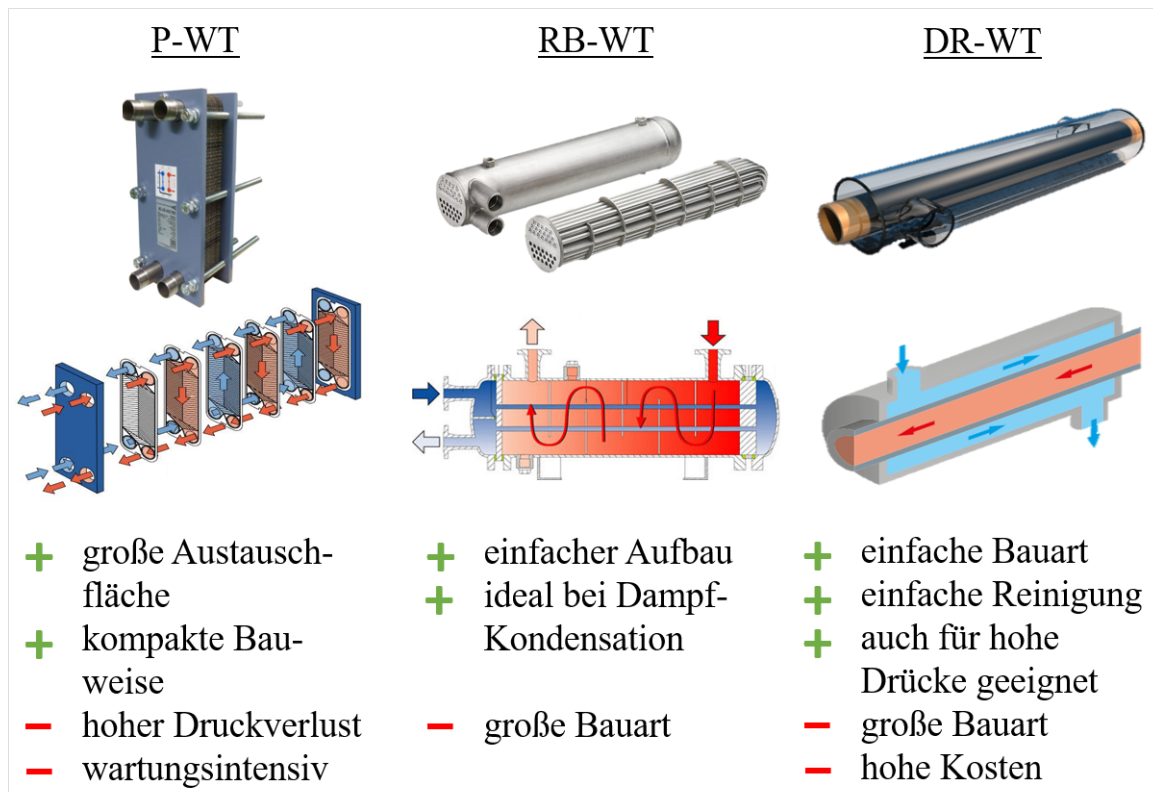 P-WT
RB-WT
DR-WT
+ große Austausch-
fläche
+ kompakte Bau-
weise
− hoher Druckverlust
− wartungsintensiv
+ einfacher Aufbau
+ ideal bei Dampf-
Kondensation
− große Bauart
+ einfache Bauart
+ einfache Reinigung
+ auch für hohe
Drücke geeignet
− große Bauart
− hohe Kosten